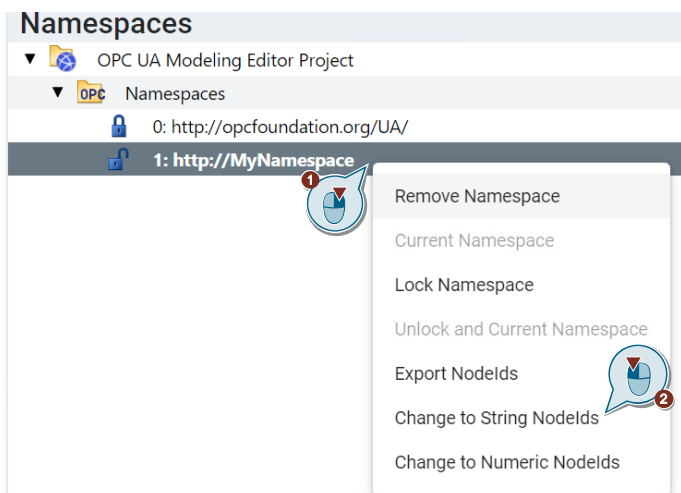 Namespaces
OPC UA Modeling Editor Project
OPC Namespaces
0: http://opcfoundation.org/UA/
1: http://MyNamespace
1
Remove Namespace
Current Namespace
Lock Namespace
Unlock and Current Namespace
Export NodeIds
2
Change to String NodeIds
Change to Numeric NodeIds